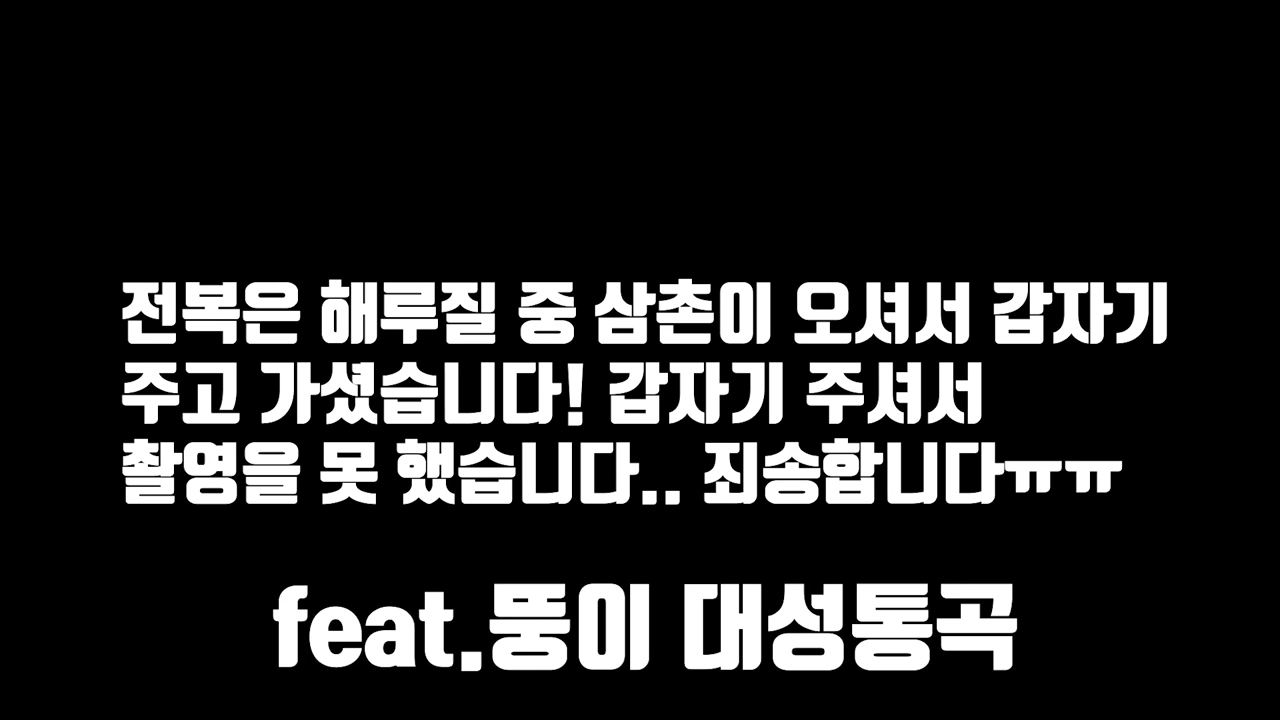 전복은 해루질 중 삼촌이 오셔서 갑자기
주고 가셨습니다! 갑자기 주셔서
촬영을 못 했습니다.. 죄송합니다ㅠㅠ
feat.뚱이 대성통곡